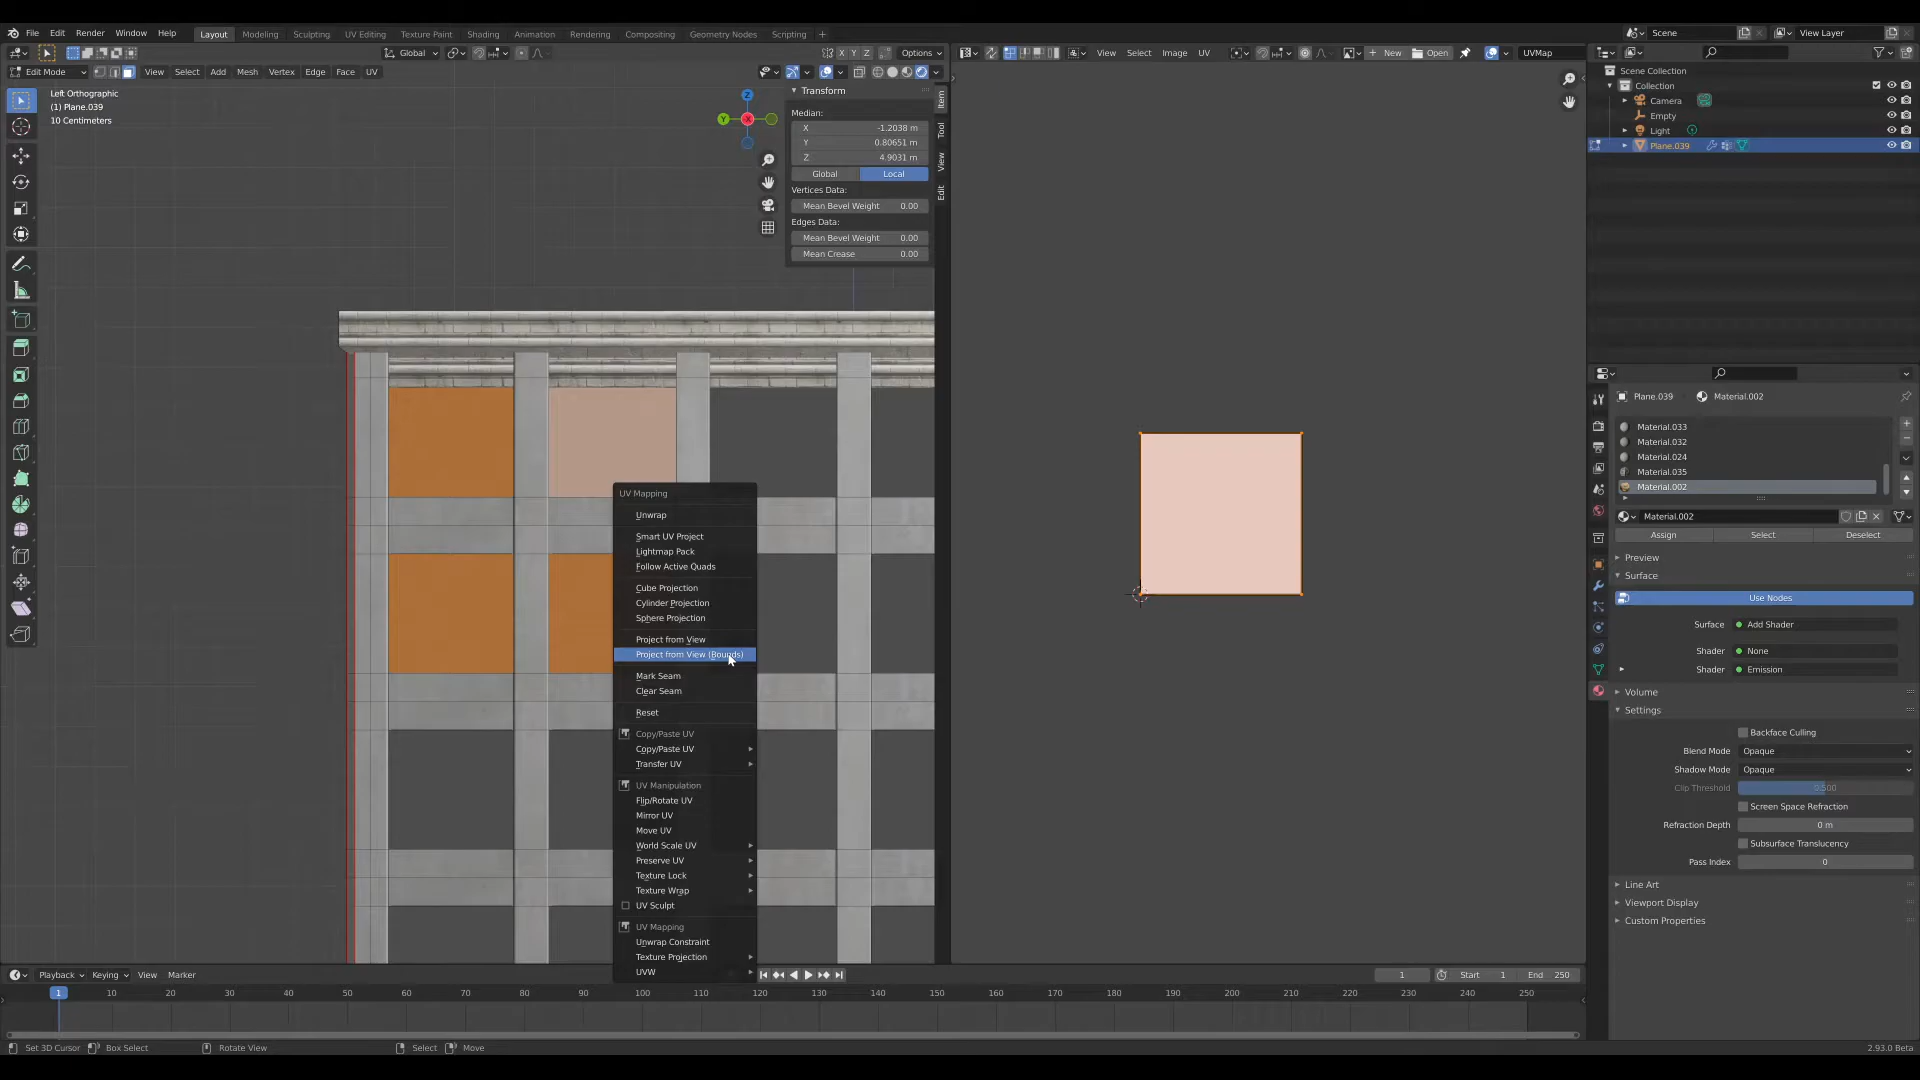 File Edit Render Window Help Layout Modeling Sculpting UV Editing Texture Paint Shading Animation Rendering Compositing Geometry Nodes Scripting + Scene View Layer
Global X Y Z Options View Select Image UV New Open UVMap
Edit Mode View Select Add Mesh Vertex Edge Face UV
Left Orthographic
(1) Plane.039
10 Centimeters
Z
Y
X
Transform
Median:
X -1.2038 m
Y 0.80651 m
Z 4.9031 m
Global Local
Vertices Data:
Mean Bevel Weight 0.00
Edges Data:
Mean Bevel Weight 0.00
Mean Crease 0.00
Item
Tool
View
Edit
UV Mapping
Unwrap
Smart UV Project
Lightmap Pack
Follow Active Quads
Cube Projection
Cylinder Projection
Sphere Projection
Project from View
Project from View (Bounds)
Mark Seam
Clear Seam
Reset
Copy/Paste UV
Copy/Paste UV
Transfer UV
UV Manipulation
Flip/Rotate UV
Mirror UV
Move UV
World Scale UV
Preserve UV
Texture Lock
Texture Wrap
UV Sculpt
UV Mapping
Unwrap Constraint
Texture Projection
UVW
Scene Collection
Collection
Camera
Empty
Light
Plane.039
Plane.039 Material.002
Material.033
Material.032
Material.024
Material.035
Material.002
Material.002
Assign Select Deselect
Preview
Surface
Use Nodes
Surface Add Shader
Shader None
Shader Emission
Volume
Settings
Backface Culling
Blend Mode Opaque
Shadow Mode Opaque
Clip Threshold 0.500
Screen Space Refraction
Refraction Depth 0 m
Subsurface Translucency
Pass Index 0
Line Art
Viewport Display
Custom Properties
Playback Keying View Marker 1 Start 1 End 250
1 10 20 30 40 50 60 70 80 90 100 110 120 130 140 150 160 170 180 190 200 210 220 230 240 250
Set 3D Cursor Box Select Rotate View Select Move 2.93.0 Beta